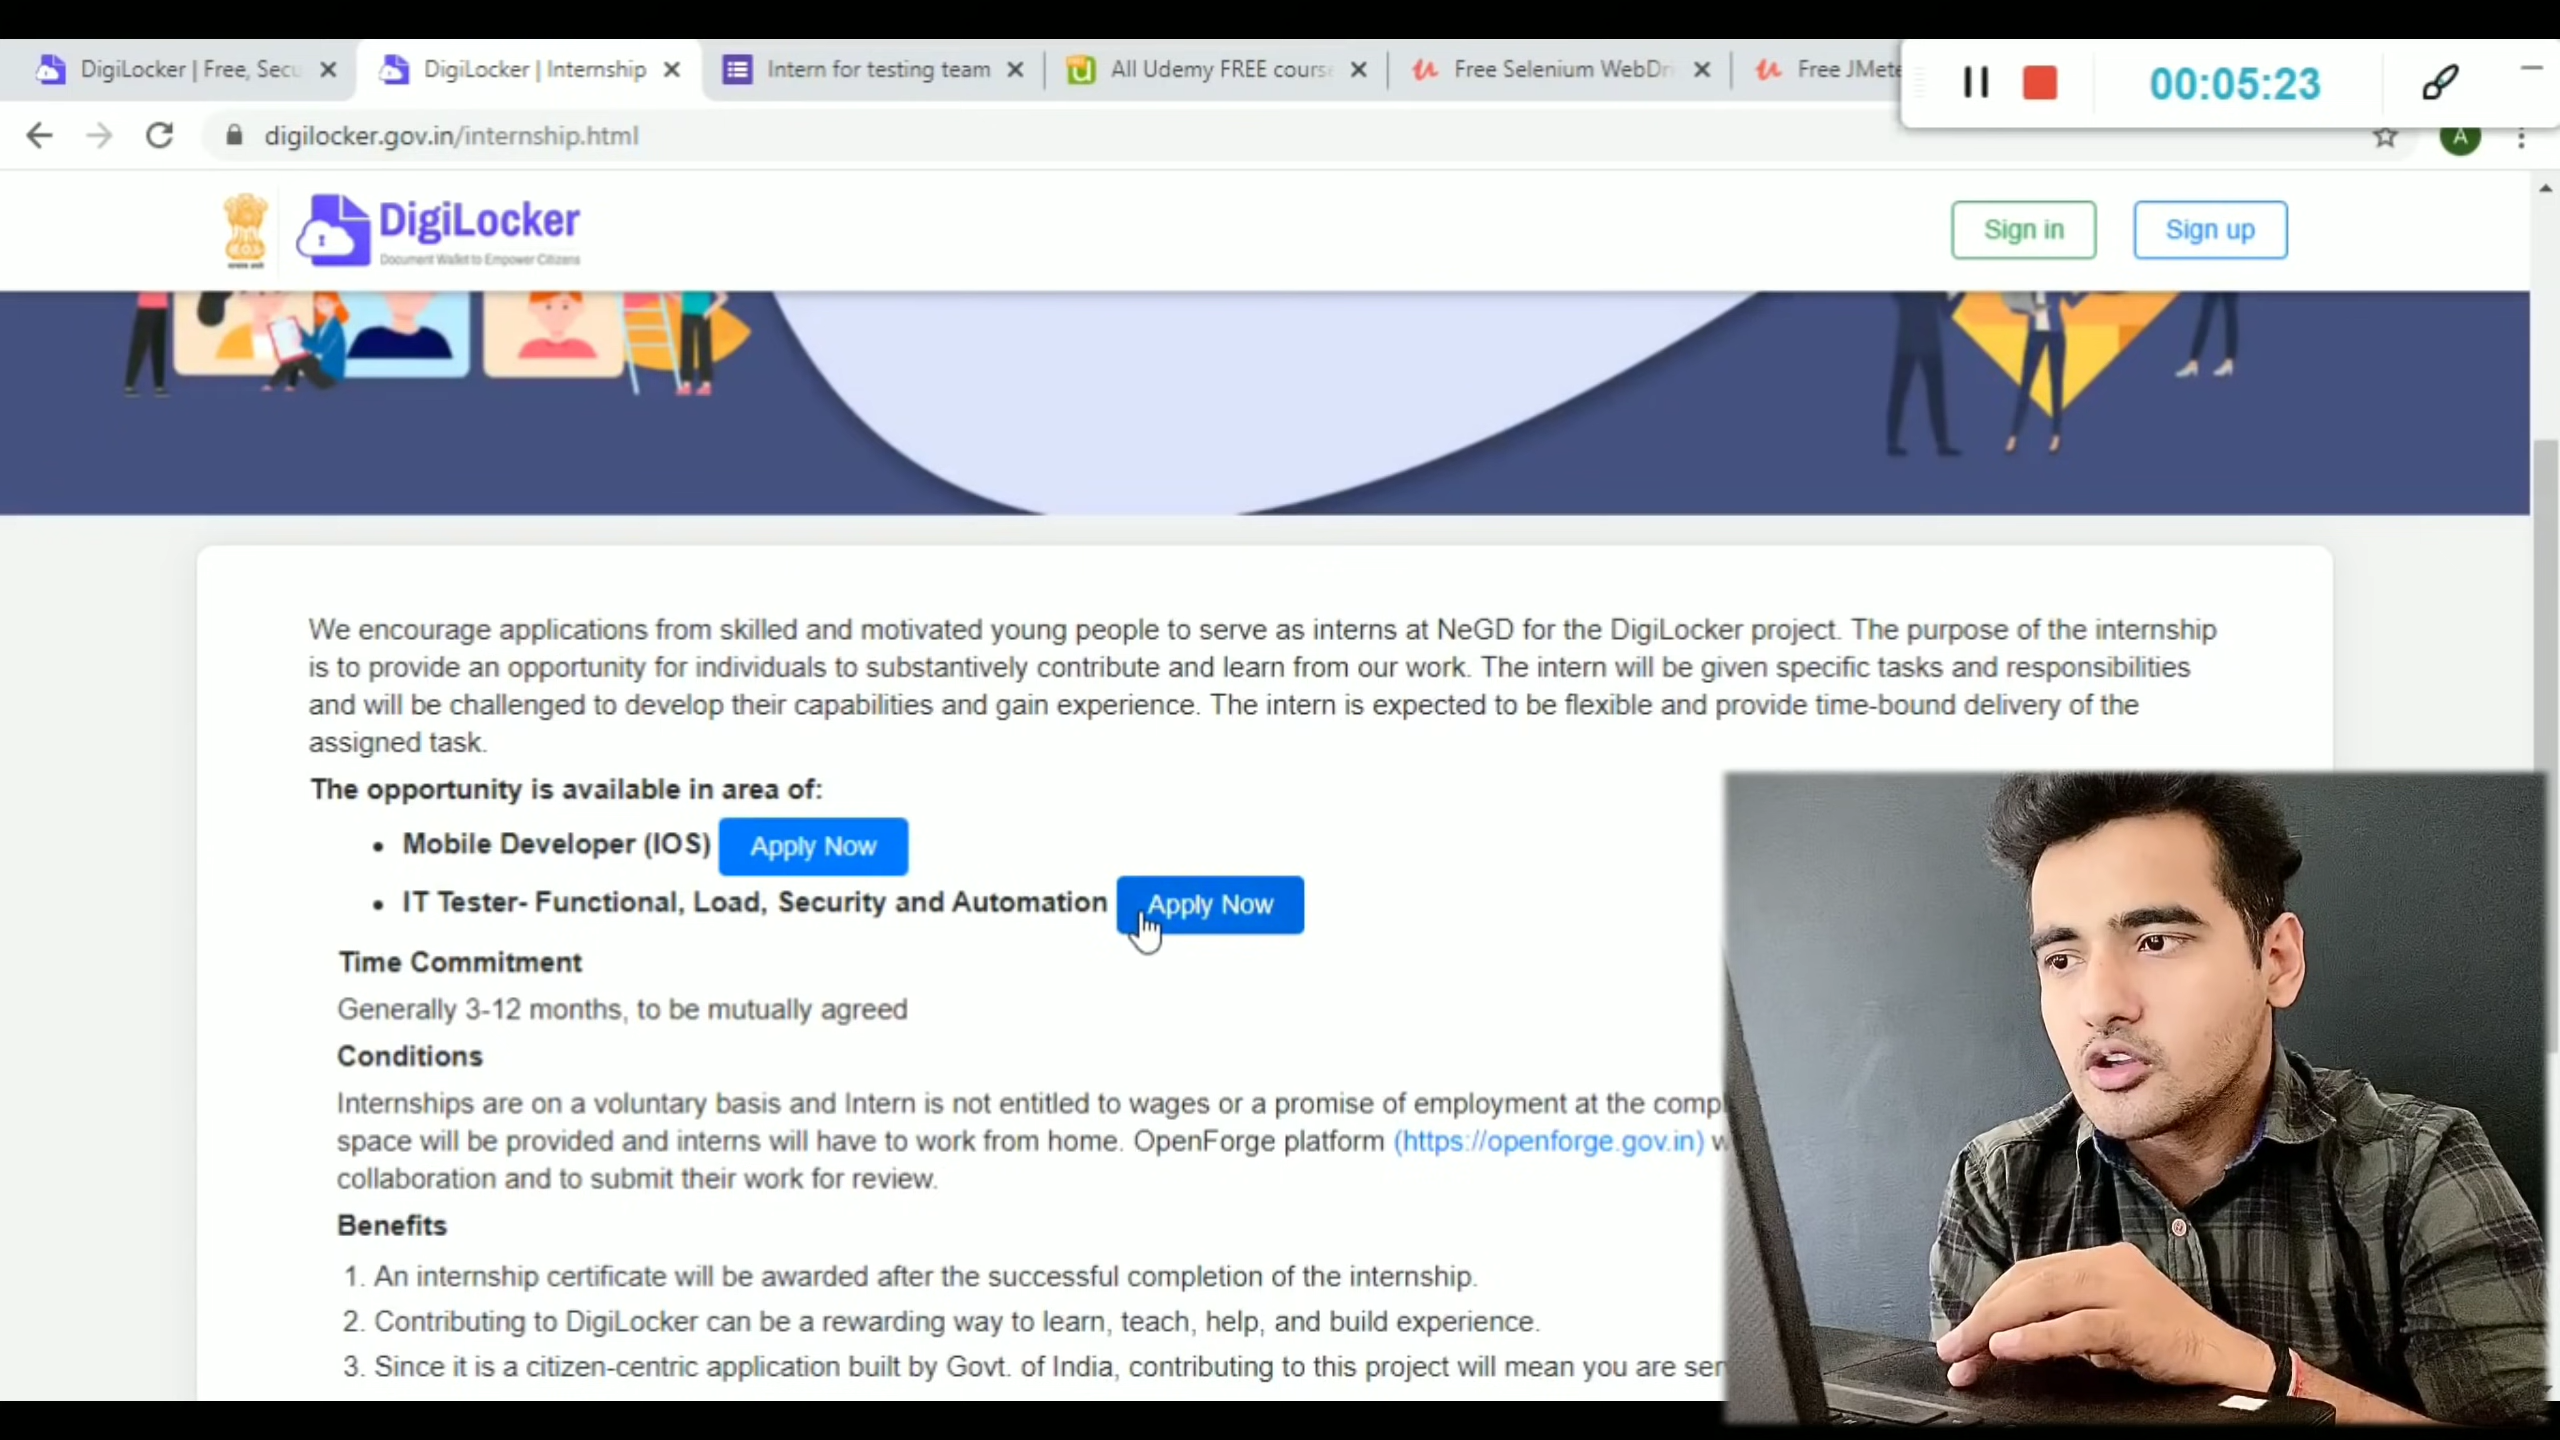 DigiLocker | Free, Secu
DigiLocker | Internship
Intern for testing team
All Udemy FREE course
Free Selenium WebDri
Free JMete
00:05:23
digilocker.gov.in/internship.html
A
DigiLocker
Document Wallet to Empower Citizens
Sign in
Sign up
We encourage applications from skilled and motivated young people to serve as interns at NeGD for the DigiLocker project. The purpose of the internship
is to provide an opportunity for individuals to substantively contribute and learn from our work. The intern will be given specific tasks and responsibilities
and will be challenged to develop their capabilities and gain experience. The intern is expected to be flexible and provide time-bound delivery of the
assigned task.
The opportunity is available in area of:
• Mobile Developer (IOS) Apply Now
• IT Tester- Functional, Load, Security and Automation Apply Now
Time Commitment
Generally 3-12 months, to be mutually agreed
Conditions
Internships are on a voluntary basis and Intern is not entitled to wages or a promise of employment at the compl
space will be provided and interns will have to work from home. OpenForge platform (https://openforge.gov.in) w
collaboration and to submit their work for review.
Benefits
1. An internship certificate will be awarded after the successful completion of the internship.
2. Contributing to DigiLocker can be a rewarding way to learn, teach, help, and build experience.
3. Since it is a citizen-centric application built by Govt. of India, contributing to this project will mean you are ser